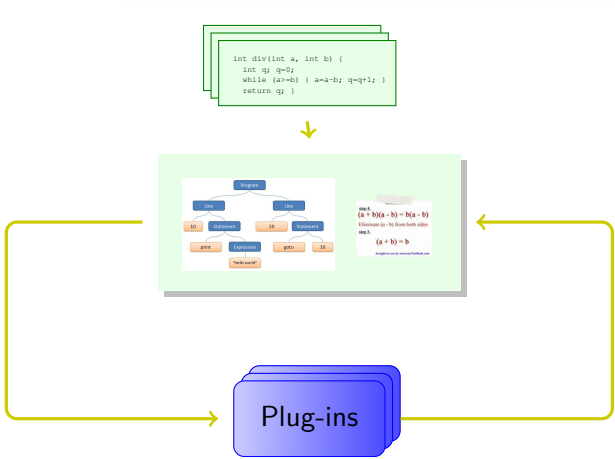 int div(int a, int b) {
int q; q=0;
while (a>=b) { a=a-b; q=q+1; }
return q; }
Program
Line
Line
10
Statement
20
Statement
print
Expression
goto
10
"Hello world"
step 4.
(a + b)(a - b) = b(a - b)
Eliminate (a - b) from both sides
step 5.
(a + b) = b
Plug-ins